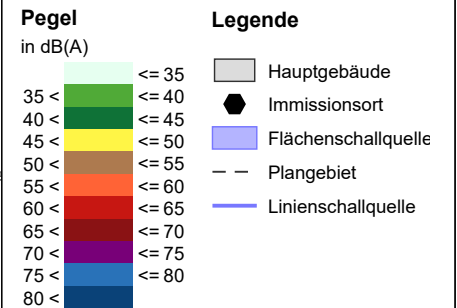 Pegel
in dB(A)
<= 35
35 < <= 40
40 < <= 45
45 < <= 50
50 < <= 55
55 < <= 60
60 < <= 65
65 < <= 70
70 < <= 75
75 < <= 80
80 <
Legende
Hauptgebäude
Immissionsort
Flächenschallquelle
Plangebiet
Linienschallquelle